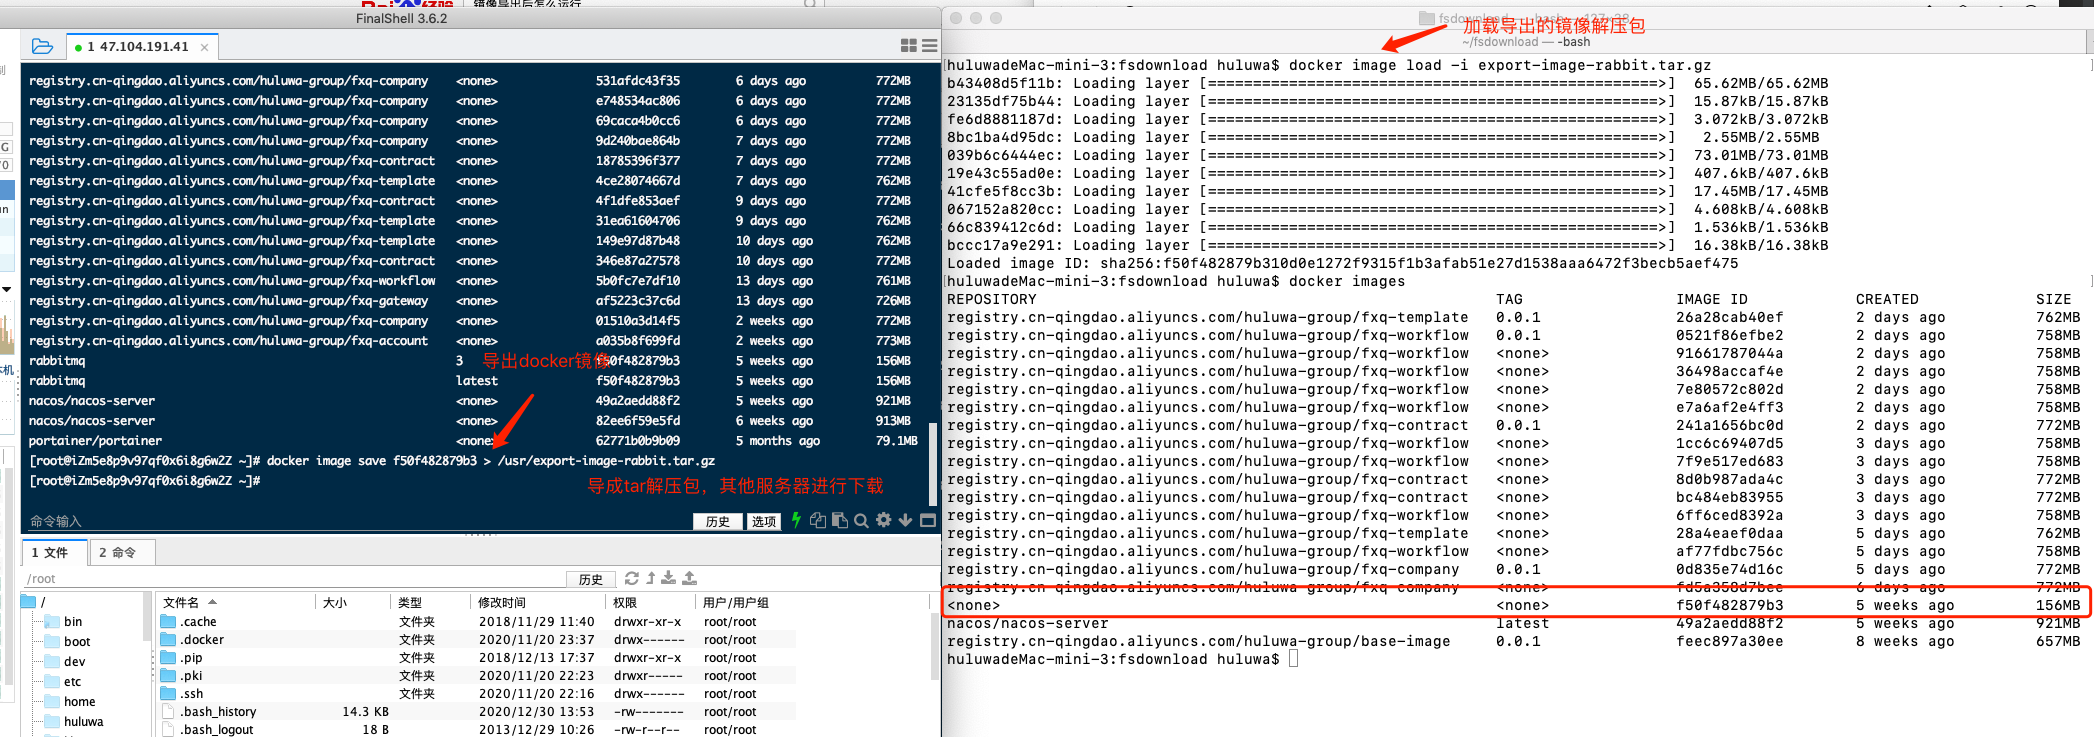 镜像导出后怎么运行
FinalShell 3.6.2
1 47.104.191.41 ×
registry.cn-qingdao.aliyuncs.com/huluwa-group/fxq-company <none> 531afdc43f35 6 days ago 772MB
registry.cn-qingdao.aliyuncs.com/huluwa-group/fxq-company <none> e748534ac806 6 days ago 772MB
registry.cn-qingdao.aliyuncs.com/huluwa-group/fxq-company <none> 69caca4b0cc6 6 days ago 772MB
registry.cn-qingdao.aliyuncs.com/huluwa-group/fxq-company <none> 9d240bae864b 7 days ago 772MB
registry.cn-qingdao.aliyuncs.com/huluwa-group/fxq-contract <none> 18785396f377 7 days ago 772MB
registry.cn-qingdao.aliyuncs.com/huluwa-group/fxq-template <none> 4ce28074667d 7 days ago 762MB
registry.cn-qingdao.aliyuncs.com/huluwa-group/fxq-contract <none> 4f1dfe853aef 9 days ago 772MB
registry.cn-qingdao.aliyuncs.com/huluwa-group/fxq-template <none> 31ea61604706 9 days ago 762MB
registry.cn-qingdao.aliyuncs.com/huluwa-group/fxq-template <none> 149e97d87b48 10 days ago 762MB
registry.cn-qingdao.aliyuncs.com/huluwa-group/fxq-contract <none> 346e87a27578 10 days ago 772MB
registry.cn-qingdao.aliyuncs.com/huluwa-group/fxq-workflow <none> 5b0fc7e7df10 13 days ago 761MB
registry.cn-qingdao.aliyuncs.com/huluwa-group/fxq-gateway <none> af5223c37c6d 13 days ago 726MB
registry.cn-qingdao.aliyuncs.com/huluwa-group/fxq-company <none> 01510a3d14f5 2 weeks ago 772MB
registry.cn-qingdao.aliyuncs.com/huluwa-group/fxq-account <none> a035b8f699fd 2 weeks ago 773MB
rabbitmq 3 f50f482879b3 5 weeks ago 156MB
导出docker镜像
rabbitmq latest f50f482879b3 5 weeks ago 156MB
nacos/nacos-server <none> 49a2aedd88f2 5 weeks ago 921MB
nacos/nacos-server <none> 82ee6f59e5fd 6 weeks ago 913MB
portainer/portainer <none> 62771b0b9b09 5 months ago 79.1MB
[root@iZm5e8p9v97qf0x6i8g6w2Z ~]# docker image save f50f482879b3 > /usr/export-image-rabbit.tar.gz
[root@iZm5e8p9v97qf0x6i8g6w2Z ~]#
导成tar解压包，其他服务器进行下载
命令输入 历史 选项
1 文件 2 命令
/root 历史
/
bin
boot
dev
etc
home
huluwa
文件名 大小 类型 修改时间 权限 用户/用户组
.cache 文件夹 2018/11/29 11:40 drwxr-xr-x root/root
.docker 文件夹 2020/11/20 23:37 drwx------ root/root
.pip 文件夹 2018/12/13 17:37 drwxr-xr-x root/root
.pki 文件夹 2020/11/20 22:23 drwxr----- root/root
.ssh 文件夹 2020/11/20 22:16 drwx------ root/root
.bash_history 14.3 KB 2020/12/30 13:53 -rw------- root/root
.bash_logout 18 B 2013/12/29 10:26 -rw-r--r-- root/root
加载导出的镜像解压包
~/fsdownload — -bash
huluwadeMac-mini-3:fsdownload huluwa$ docker image load -i export-image-rabbit.tar.gz
b43408d5f11b: Loading layer [==================================================>] 65.62MB/65.62MB
23135df75b44: Loading layer [==================================================>] 15.87kB/15.87kB
fe6d8881187d: Loading layer [==================================================>] 3.072kB/3.072kB
8bc1ba4d95dc: Loading layer [==================================================>] 2.55MB/2.55MB
039b6c6444ec: Loading layer [==================================================>] 73.01MB/73.01MB
19e43c55ad0e: Loading layer [==================================================>] 407.6kB/407.6kB
41cfe5f8cc3b: Loading layer [==================================================>] 17.45MB/17.45MB
067152a820cc: Loading layer [==================================================>] 4.608kB/4.608kB
66c839412c6d: Loading layer [==================================================>] 1.536kB/1.536kB
bccc17a9e291: Loading layer [==================================================>] 16.38kB/16.38kB
Loaded image ID: sha256:f50f482879b310d0e1272f9315f1b3afab51e27d1538aaa6472f3becb5aef475
huluwadeMac-mini-3:fsdownload huluwa$ docker images
REPOSITORY TAG IMAGE ID CREATED SIZE
registry.cn-qingdao.aliyuncs.com/huluwa-group/fxq-template 0.0.1 26a28cab40ef 2 days ago 762MB
registry.cn-qingdao.aliyuncs.com/huluwa-group/fxq-workflow 0.0.1 0521f86efbe2 2 days ago 758MB
registry.cn-qingdao.aliyuncs.com/huluwa-group/fxq-workflow <none> 91661787044a 2 days ago 758MB
registry.cn-qingdao.aliyuncs.com/huluwa-group/fxq-workflow <none> 36498accaf4e 2 days ago 758MB
registry.cn-qingdao.aliyuncs.com/huluwa-group/fxq-workflow <none> 7e80572c802d 2 days ago 758MB
registry.cn-qingdao.aliyuncs.com/huluwa-group/fxq-workflow <none> e7a6af2e4ff3 2 days ago 758MB
registry.cn-qingdao.aliyuncs.com/huluwa-group/fxq-contract 0.0.1 241a1656bc0d 2 days ago 772MB
registry.cn-qingdao.aliyuncs.com/huluwa-group/fxq-workflow <none> 1cc6c69407d5 3 days ago 758MB
registry.cn-qingdao.aliyuncs.com/huluwa-group/fxq-workflow <none> 7f9e517ed683 3 days ago 758MB
registry.cn-qingdao.aliyuncs.com/huluwa-group/fxq-contract <none> 8d0b987ada4c 3 days ago 772MB
registry.cn-qingdao.aliyuncs.com/huluwa-group/fxq-contract <none> bc484eb83955 3 days ago 772MB
registry.cn-qingdao.aliyuncs.com/huluwa-group/fxq-workflow <none> 6ff6ced8392a 3 days ago 758MB
registry.cn-qingdao.aliyuncs.com/huluwa-group/fxq-template <none> 28a4eaef0daa 5 days ago 762MB
registry.cn-qingdao.aliyuncs.com/huluwa-group/fxq-workflow <none> af77fdbc756c 5 days ago 758MB
registry.cn-qingdao.aliyuncs.com/huluwa-group/fxq-company 0.0.1 0d835e74d16c 5 days ago 772MB
registry.cn-qingdao.aliyuncs.com/huluwa-group/fxq-company <none> fd5a358d7bee 6 days ago 772MB
<none> <none> f50f482879b3 5 weeks ago 156MB
nacos/nacos-server latest 49a2aedd88f2 5 weeks ago 921MB
registry.cn-qingdao.aliyuncs.com/huluwa-group/base-image 0.0.1 feec897a30ee 8 weeks ago 657MB
huluwadeMac-mini-3:fsdownload huluwa$